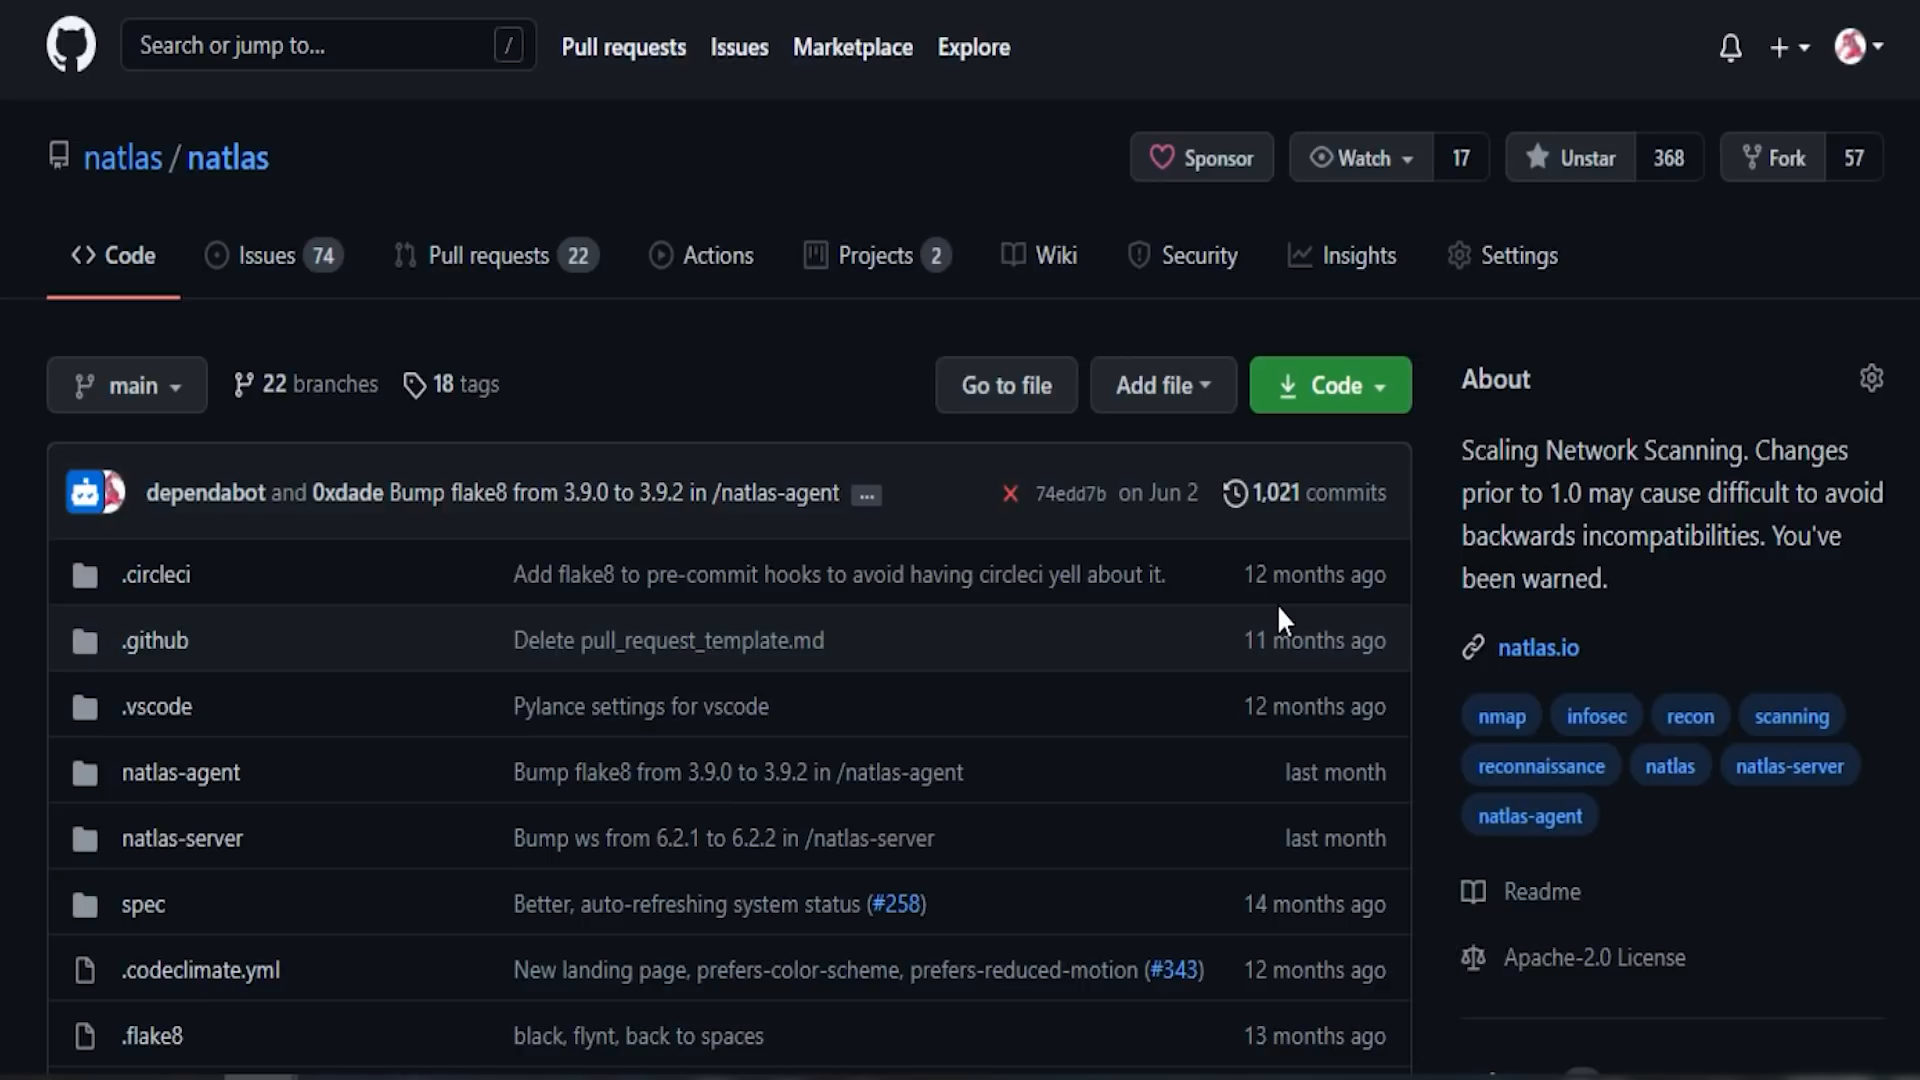 Search or jump to... /
Pull requests Issues Marketplace Explore
natlas / natlas
Sponsor
Watch 17
Unstar 368
Fork 57
Code
Issues 74
Pull requests 22
Actions
Projects 2
Wiki
Security
Insights
Settings
main
22 branches
18 tags
Go to file
Add file
Code
dependabot and 0xdade Bump flake8 from 3.9.0 to 3.9.2 in /natlas-agent ... 74edd7b on Jun 2 1,021 commits
.circleci Add flake8 to pre-commit hooks to avoid having circleci yell about it. 12 months ago
.github Delete pull_request_template.md 11 months ago
.vscode Pylance settings for vscode 12 months ago
natlas-agent Bump flake8 from 3.9.0 to 3.9.2 in /natlas-agent last month
natlas-server Bump ws from 6.2.1 to 6.2.2 in /natlas-server last month
spec Better, auto-refreshing system status (#258) 14 months ago
.codeclimate.yml New landing page, prefers-color-scheme, prefers-reduced-motion (#343) 12 months ago
.flake8 black, flynt, back to spaces 13 months ago
About
Scaling Network Scanning. Changes
prior to 1.0 may cause difficult to avoid
backwards incompatibilities. You've
been warned.
natlas.io
nmap infosec recon scanning
reconnaissance natlas natlas-server
natlas-agent
Readme
Apache-2.0 License